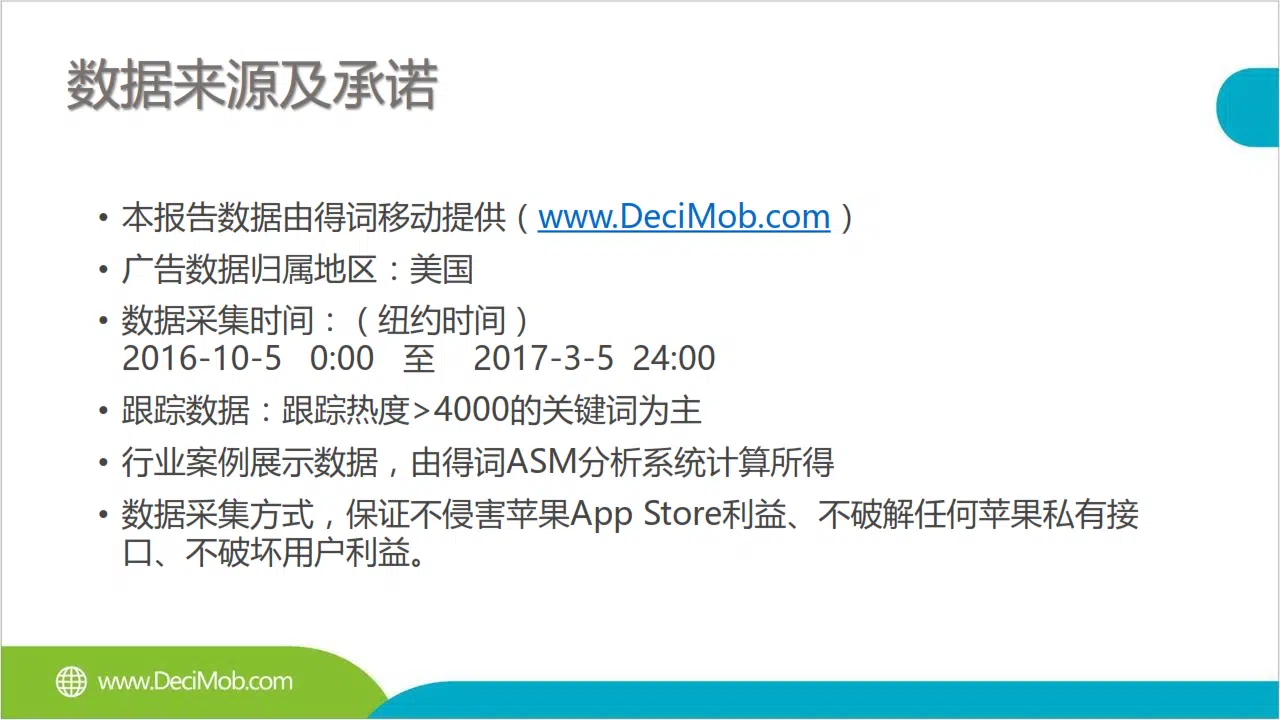 数据来源及承诺
• 本报告数据由得词移动提供（www.DeciMob.com）
• 广告数据归属地区：美国
• 数据采集时间：（纽约时间）
2016-10-5 0:00 至 2017-3-5 24:00
• 跟踪数据：跟踪热度>4000的关键词为主
• 行业案例展示数据，由得词ASM分析系统计算所得
• 数据采集方式，保证不侵害苹果App Store利益、不破解任何苹果私有接
口、不破坏用户利益。
www.DeciMob.com